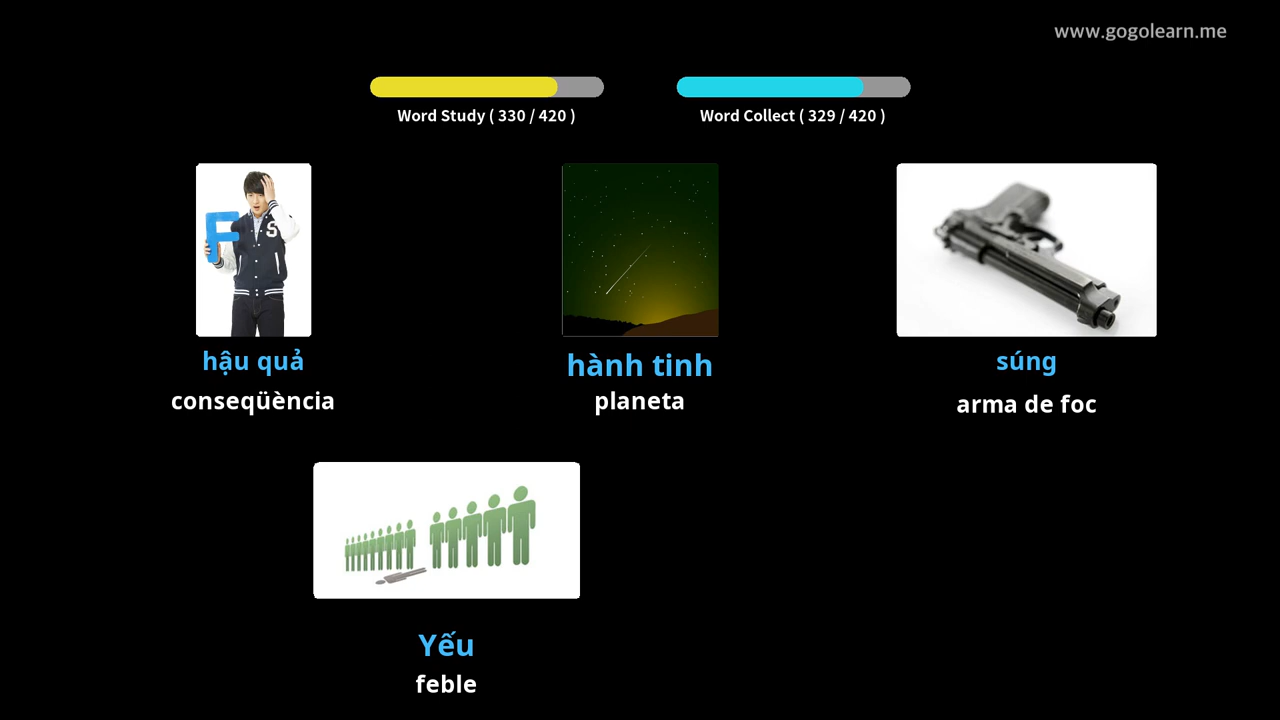 www.gogolearn.me
Word Study ( 330 / 420 )
Word Collect ( 329 / 420 )
F
S
hậu quả
conseqüència
hành tinh
planeta
súng
arma de foc
Yếu
feble